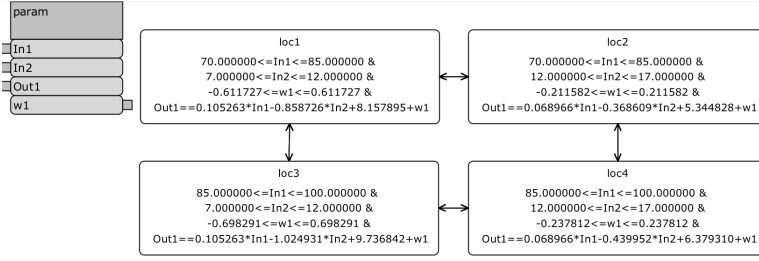 param
In1
In2
Out1
w1
loc1
70.000000<=In1<=85.000000 &
7.000000<=In2<=12.000000 &
-0.611727<=w1<=0.611727 &
Out1==0.105263*In1-0.858726*In2+8.157895+w1
loc2
70.000000<=In1<=85.000000 &
12.000000<=In2<=17.000000 &
-0.211582<=w1<=0.211582 &
Out1==0.068966*In1-0.368609*In2+5.344828+w1
loc3
85.000000<=In1<=100.000000 &
7.000000<=In2<=12.000000 &
-0.698291<=w1<=0.698291 &
Out1==0.105263*In1-1.024931*In2+9.736842+w1
loc4
85.000000<=In1<=100.000000 &
12.000000<=In2<=17.000000 &
-0.237812<=w1<=0.237812 &
Out1==0.068966*In1-0.439952*In2+6.379310+w1